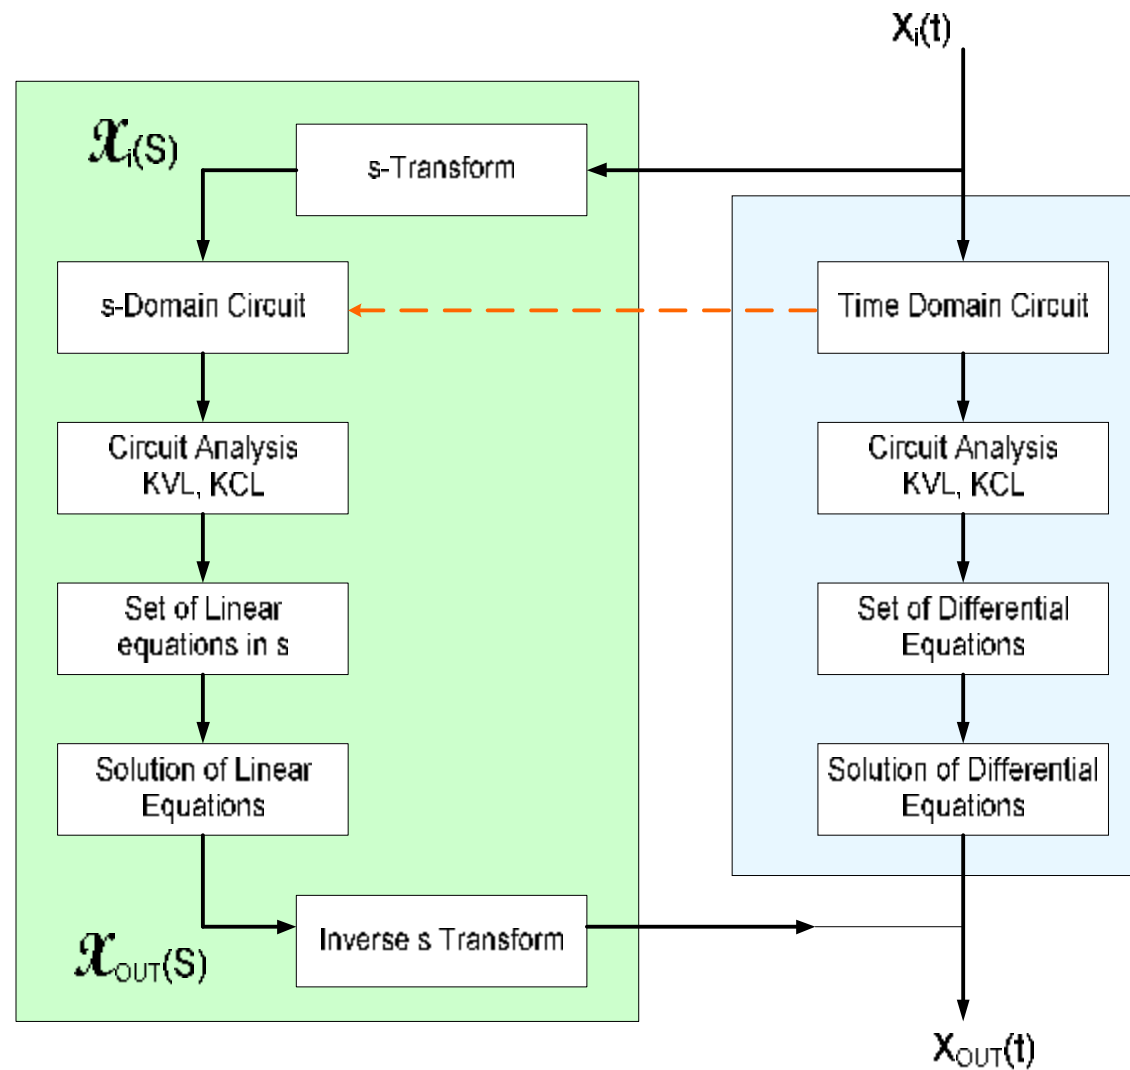 Xi(t)
𝒳i(S)
s-Transform
s-Domain Circuit
Time Domain Circuit
Circuit Analysis
KVL, KCL
Circuit Analysis
KVL, KCL
Set of Linear
equations in s
Set of Differential
Equations
Solution of Linear
Equations
Solution of Differential
Equations
𝒳OUT(S)
Inverse s Transform
XOUT(t)